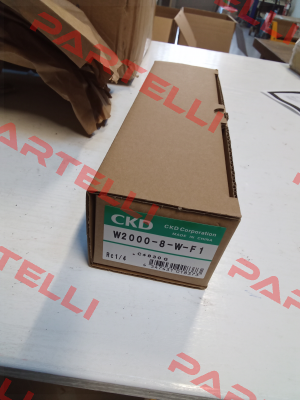 PARTELLI
PARTELLI
PARTELLI
PARTELLI
CKD
CKD Corporation
W2000-8-W-F1
Rc1/4